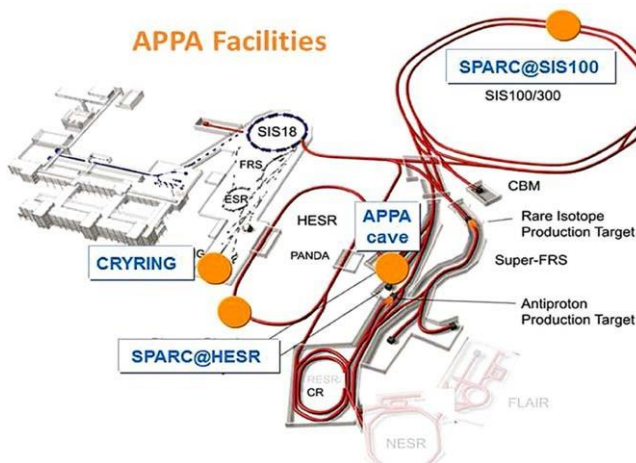 APPA Facilities
SPARC@SIS100
SIS100/300
SIS18
FRS
ESR
CBM
HESR
APPA
cave
Rare Isotope
Production Target
CRYRING
PANDA
Super-FRS
Antiproton
Production Target
SPARC@HESR
RESR
CR
FLAIR
NESR